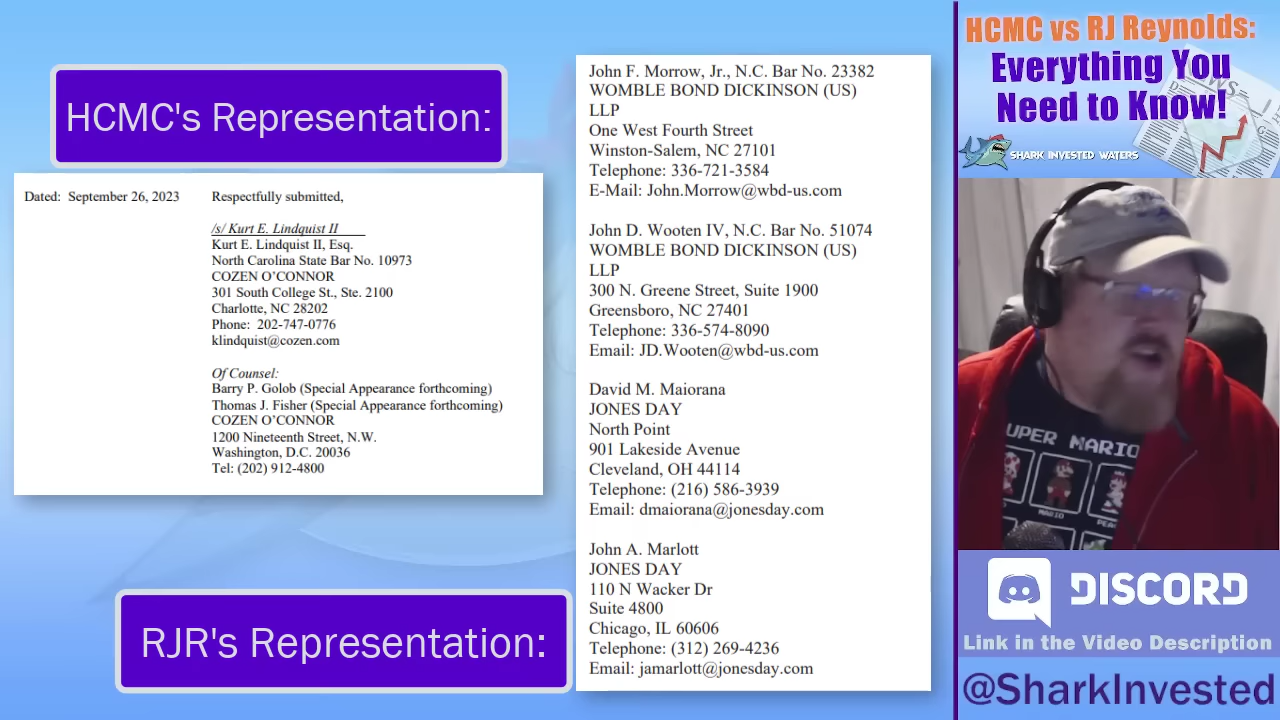 HCMC's Representation:
Dated: September 26, 2023
Respectfully submitted,
/s/ Kurt E. Lindquist II
Kurt E. Lindquist II, Esq.
North Carolina State Bar No. 10973
COZEN O'CONNOR
301 South College St., Ste. 2100
Charlotte, NC 28202
Phone: 202-747-0776
klindquist@cozen.com
Of Counsel:
Barry P. Golob (Special Appearance forthcoming)
Thomas J. Fisher (Special Appearance forthcoming)
COZEN O'CONNOR
1200 Nineteenth Street, N.W.
Washington, D.C. 20036
Tel: (202) 912-4800
RJR's Representation:
John F. Morrow, Jr., N.C. Bar No. 23382
WOMBLE BOND DICKINSON (US)
LLP
One West Fourth Street
Winston-Salem, NC 27101
Telephone: 336-721-3584
E-Mail: John.Morrow@wbd-us.com
John D. Wooten IV, N.C. Bar No. 51074
WOMBLE BOND DICKINSON (US)
LLP
300 N. Greene Street, Suite 1900
Greensboro, NC 27401
Telephone: 336-574-8090
Email: JD.Wooten@wbd-us.com
David M. Maiorana
JONES DAY
North Point
901 Lakeside Avenue
Cleveland, OH 44114
Telephone: (216) 586-3939
Email: dmaiorana@jonesday.com
John A. Marlott
JONES DAY
110 N Wacker Dr
Suite 4800
Chicago, IL 60606
Telephone: (312) 269-4236
Email: jamarlott@jonesday.com
HCMC vs RJ Reynolds:
Everything You
Need to Know!
SHARK INVESTED WATERS
UPER MARIO
MARIO
PEA
DISCORD
Link in the Video Description
@SharkInvested